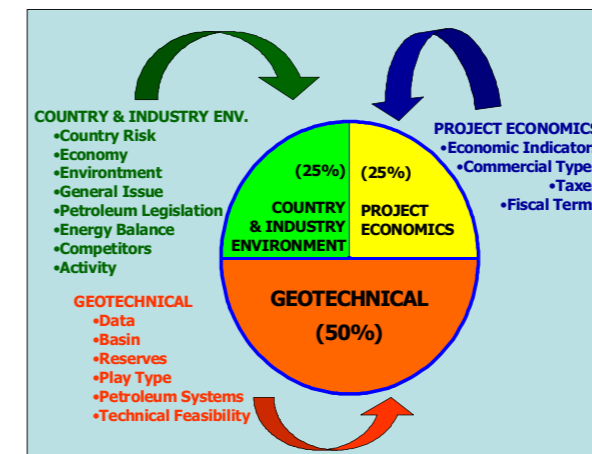 COUNTRY & INDUSTRY ENV.
•Country Risk
•Economy
•Environtment
•General Issue
•Petroleum Legislation
•Energy Balance
•Competitors
•Activity
PROJECT ECONOMICS
•Economic Indicator
•Commercial Type
•Taxe
•Fiscal Term
(25%)
COUNTRY
& INDUSTRY
ENVIRONMENT
(25%)
PROJECT
ECONOMICS
GEOTECHNICAL
(50%)
GEOTECHNICAL
•Data
•Basin
•Reserves
•Play Type
•Petroleum Systems
•Technical Feasibility